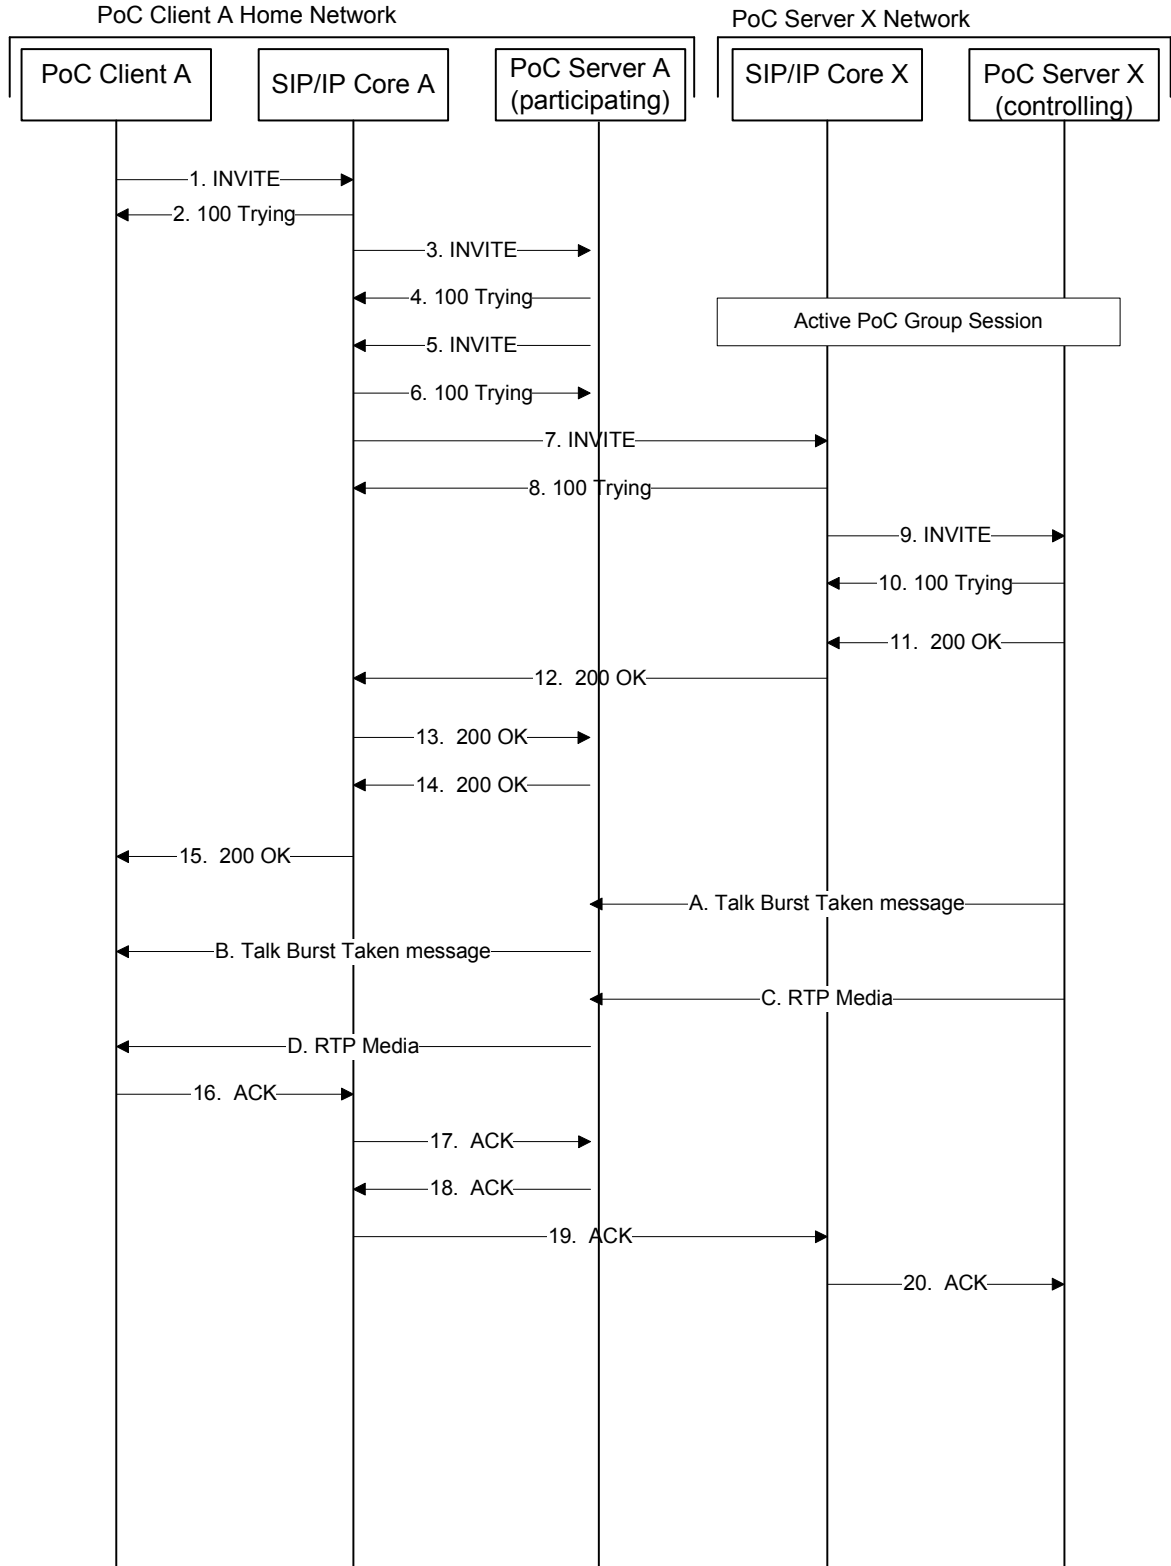 PoC Client A Home Network
PoC Server X Network
PoC Client A
SIP/IP Core A
PoC Server A
(participating)
SIP/IP Core X
PoC Server X
(controlling)
1. INVITE
2. 100 Trying
3. INVITE
4. 100 Trying
Active PoC Group Session
5. INVITE
6. 100 Trying
7. INVITE
8. 100 Trying
9. INVITE
10. 100 Trying
11.  200 OK
12.  200 OK
13.  200 OK
14.  200 OK
15.  200 OK
A. Talk Burst Taken message
B. Talk Burst Taken message
C. RTP Media
D. RTP Media
16.  ACK
17.  ACK
18.  ACK
19.  ACK
20.  ACK